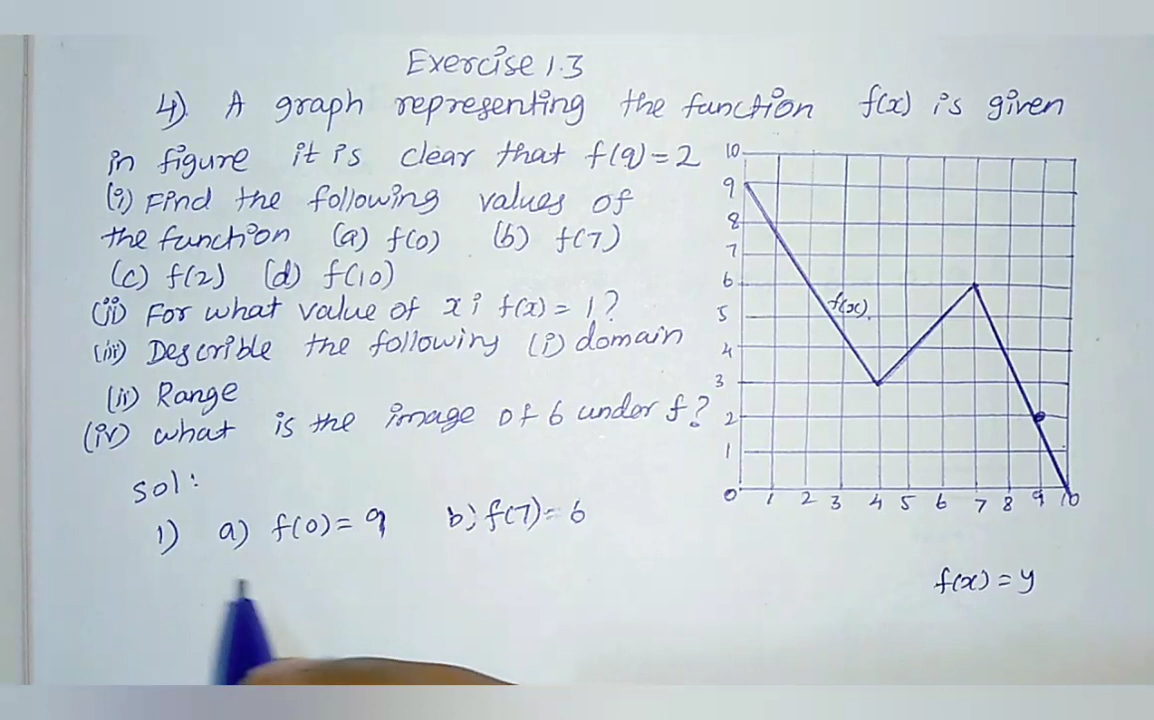 Exercise 1.3
4). A graph representing the function f(x) is given
in figure it is clear that f(9) = 2
(i) Find the following values of
the function (a) f(0) (b) f(7)
(c) f(2) (d) f(10)
(ii) For what value of x ; f(x) = 1 ?
(iii) Describle the following (i) domain
(ii) Range
(iv) what is the image of 6 under f?
sol:
1) a) f(0) = 9 b) f(7) = 6
10
9
8
7
6
5
4
3
2
1
0 1 2 3 4 5 6 7 8 9 10
f(x).
f(x) = y